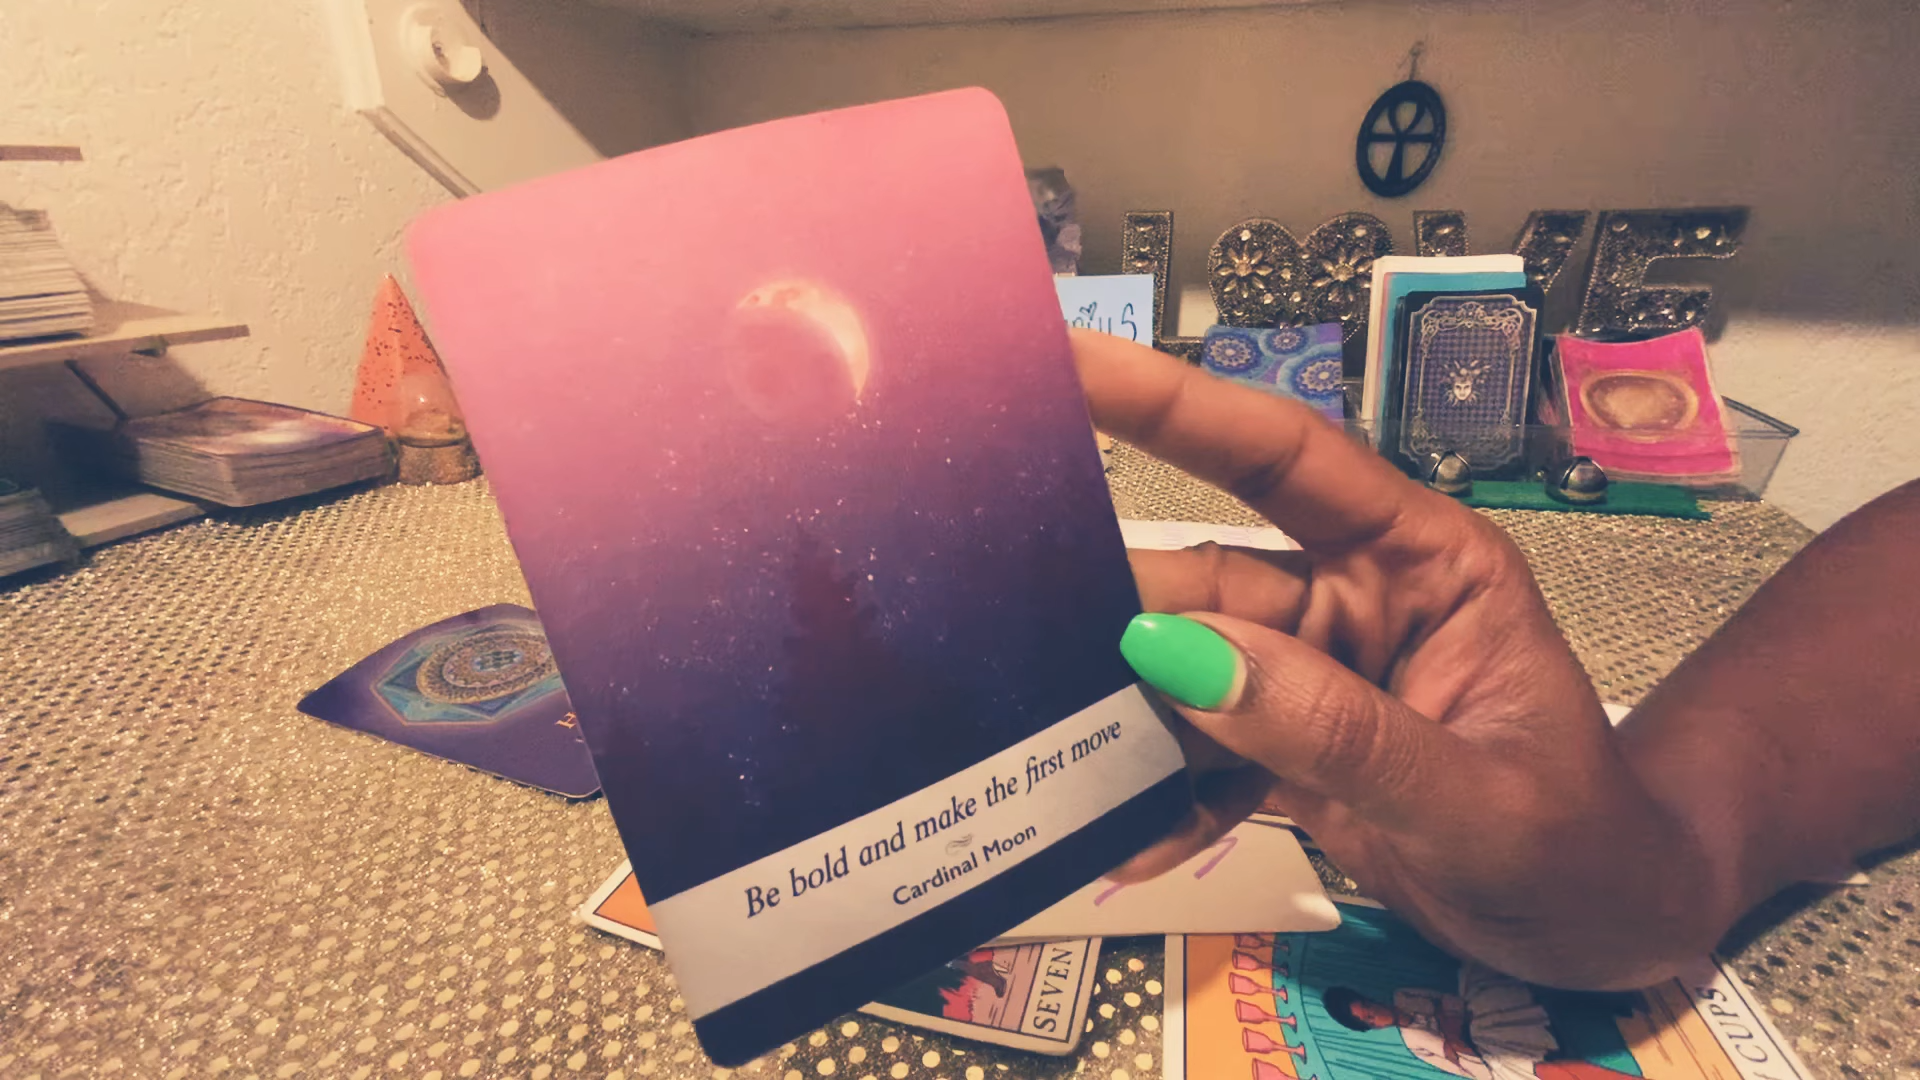 LOVE
Be bold and make the first move
Cardinal Moon
SEVEN
CUPS